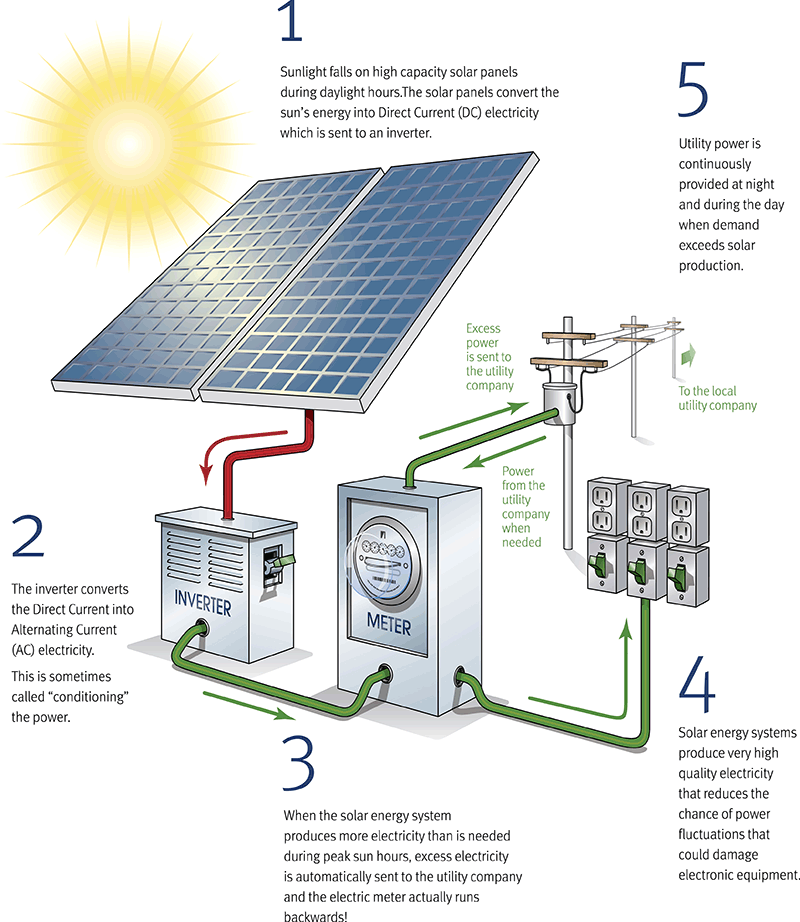 1
Sunlight falls on high capacity solar panels
during daylight hours.The solar panels convert the
sun's energy into Direct Current (DC) electricity
which is sent to an inverter.
5
Utility power is
continuously
provided at night
and during the day
when demand
exceeds solar
production.
Excess
power
is sent to
the utility
company
To the local
utility company
Power
from the
utility
company
when
needed
2
The inverter converts
the Direct Current into
Alternating Current
(AC) electricity.
This is sometimes
called “conditioning”
the power.
INVERTER
METER
3
When the solar energy system
produces more electricity than is needed
during peak sun hours, excess electricity
is automatically sent to the utility company
and the electric meter actually runs
backwards!
4
Solar energy systems
produce very high
quality electricity
that reduces the
chance of power
fluctuations that
could damage
electronic equipment.